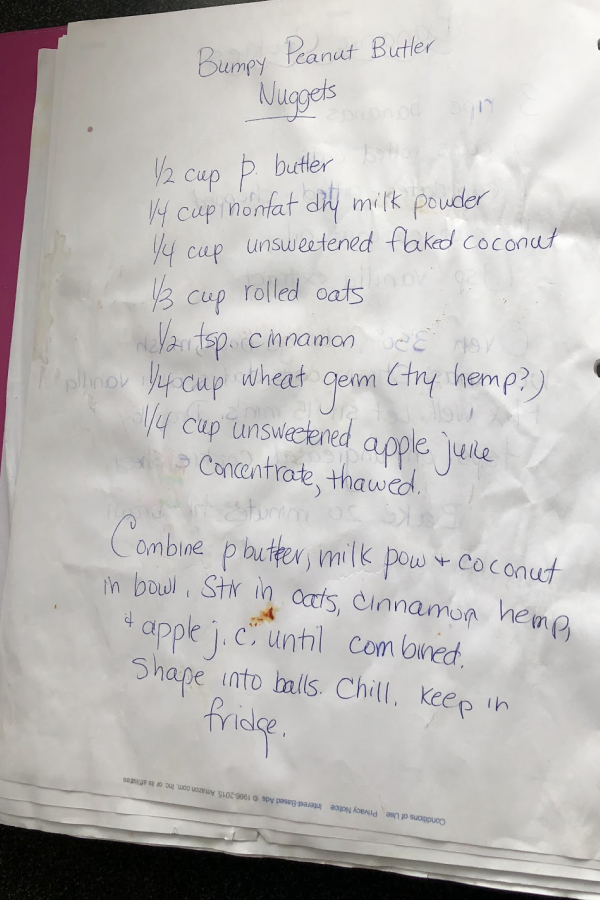 Bumpy Peanut Butter
Nuggets
1/2 cup p. butter
1/4 cup nonfat dry milk powder
1/4 cup unsweetened flaked coconut
1/3 cup rolled oats
1/2 tsp. cinnamon
1/4 cup wheat germ (try hemp?)
1/4 cup unsweetened apple juice
concentrate, thawed.
Combine p butter, milk pow + coconut
in bowl. Stir in oats, cinnamon hemp,
+ apple j. c. until combined.
Shape into balls. Chill. Keep in
fridge.
Conditions of Use Privacy Notice Interest-Based Ads © 1996-2015, Amazon.com, Inc. or its affiliates